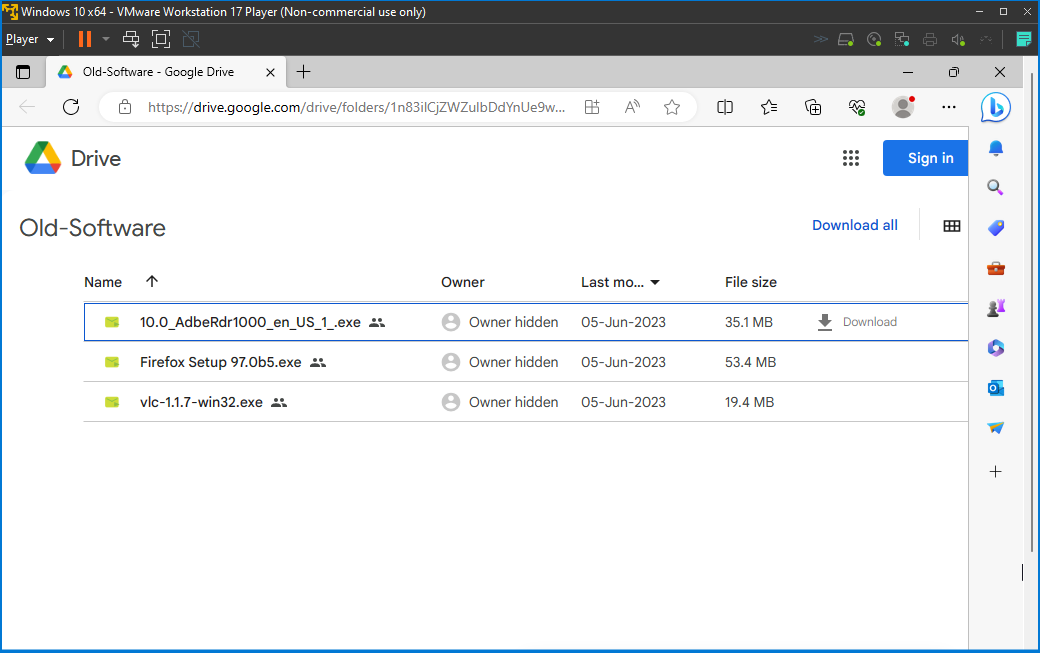 Windows 10 x64 - VMware Workstation 17 Player (Non-commercial use only)
Player
Old-Software - Google Drive
https://drive.google.com/drive/folders/1n83ilCjZWZuIbDdYnUe9w...
Drive
Sign in
Old-Software
Download all
Name Owner Last mo... File size
10.0_AdbeRdr1000_en_US_1_.exe Owner hidden 05-Jun-2023 35.1 MB Download
Firefox Setup 97.0b5.exe Owner hidden 05-Jun-2023 53.4 MB
vlc-1.1.7-win32.exe Owner hidden 05-Jun-2023 19.4 MB